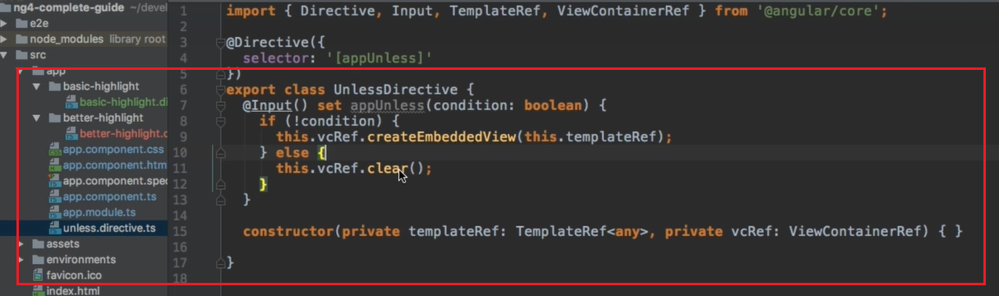 ng4-complete-guide ~/devel
e2e
node_modules library root
src
app
basic-highlight
basic-highlight.di
better-highlight
better-highlight.c
app.component.css
app.component.htm
app.component.spec
app.component.ts
app.module.ts
unless.directive.ts
assets
environments
favicon.ico
index.html
1 import { Directive, Input, TemplateRef, ViewContainerRef } from '@angular/core';
2
3 @Directive({
4 selector: '[appUnless]'
5 })
6 export class UnlessDirective {
7 @Input() set appUnless(condition: boolean) {
8 if (!condition) {
9 this.vcRef.createEmbeddedView(this.templateRef);
10 } else {
11 this.vcRef.clear();
12 }
13 }
14
15 constructor(private templateRef: TemplateRef<any>, private vcRef: ViewContainerRef) { }
16
17 }
18